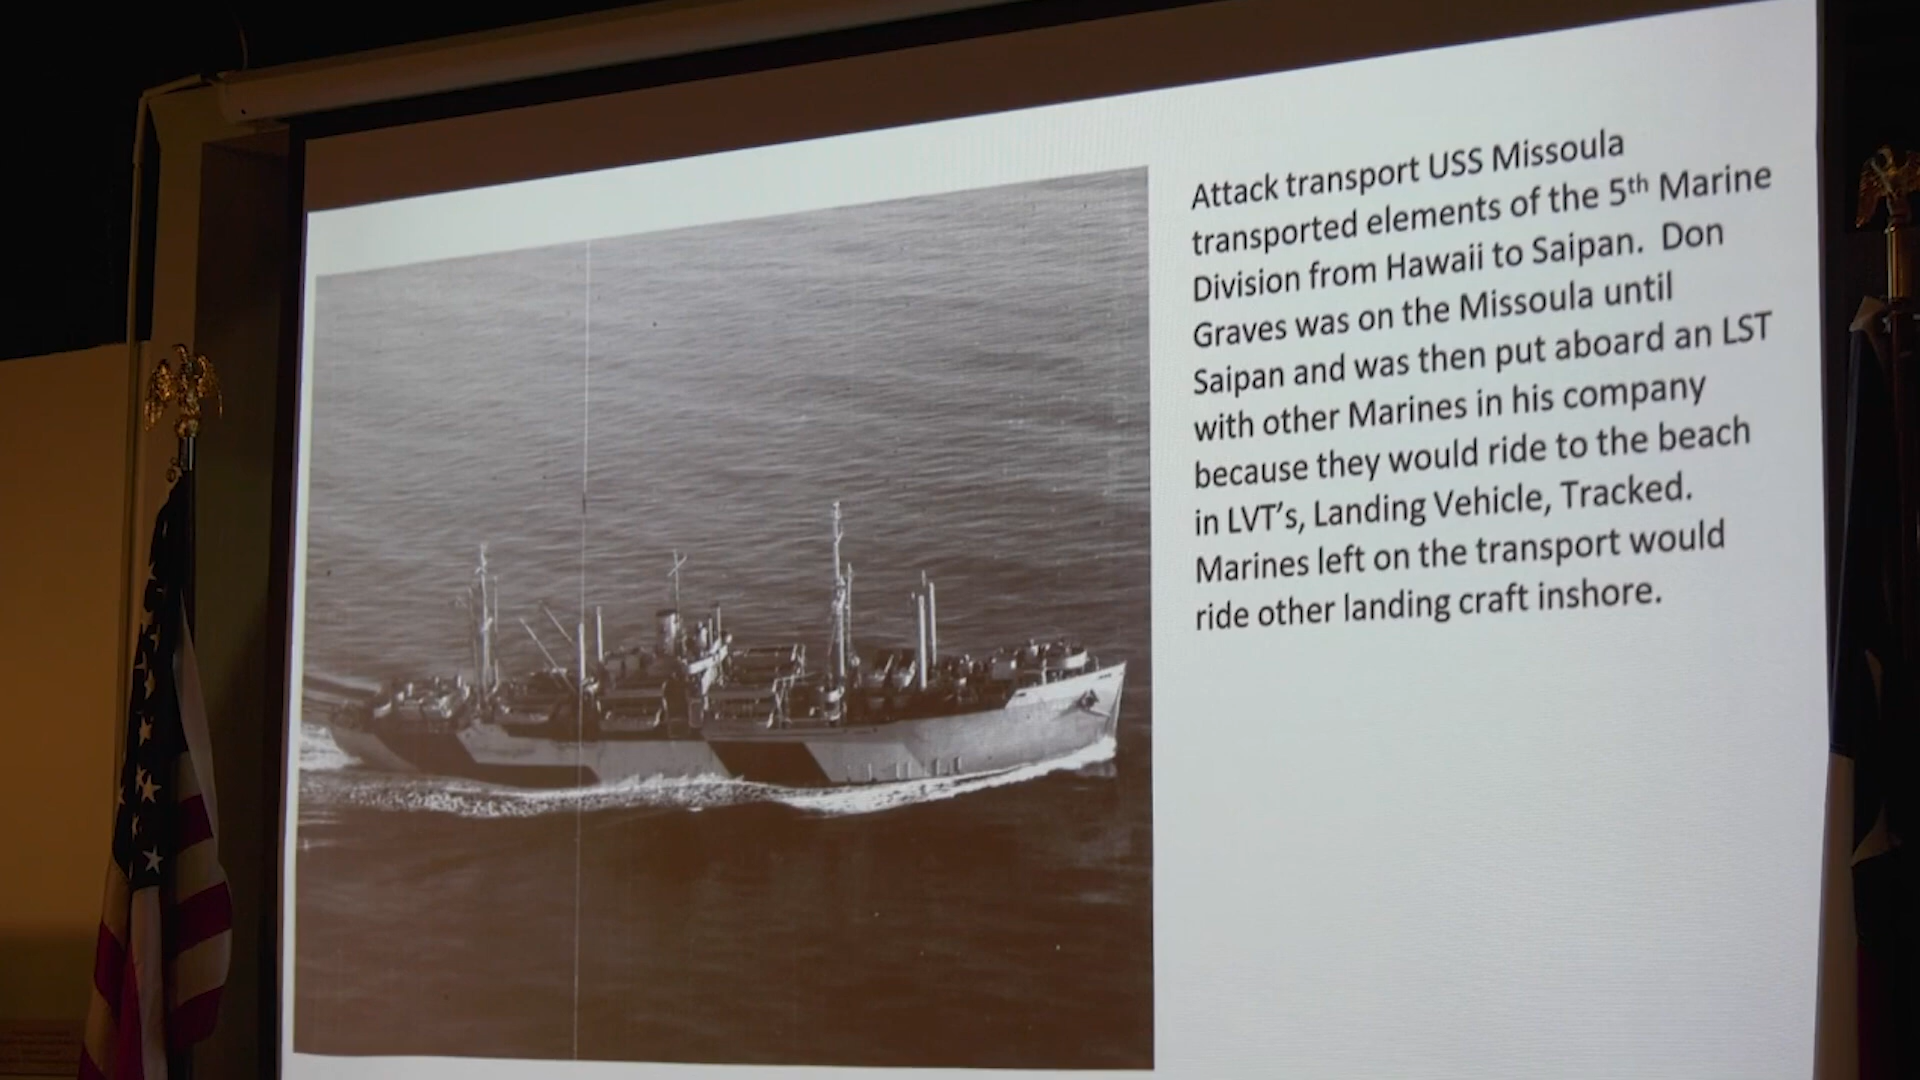 Attack transport USS Missoula
transported elements of the 5th Marine
Division from Hawaii to Saipan. Don
Graves was on the Missoula until
Saipan and was then put aboard an LST
with other Marines in his company
because they would ride to the beach
in LVT's, Landing Vehicle, Tracked.
Marines left on the transport would
ride other landing craft inshore.